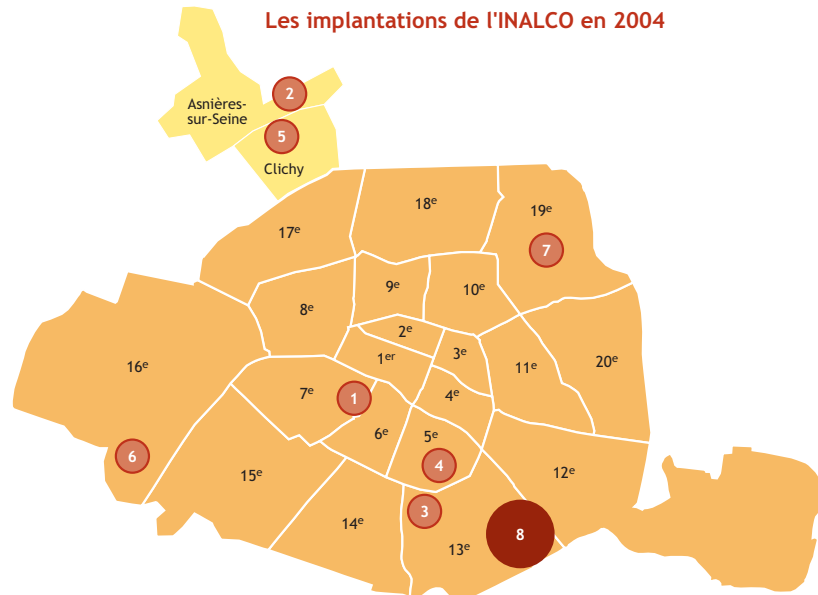 Les implantations de l'INALCO en 2004
2
Asnières-
sur-Seine
5
Clichy
18e
19e
17e
7
9e
10e
8e
2e
3e
1er
16e
11e
20e
7e
4e
1
6e
5e
6
4
15e
12e
3
14e
8
13e